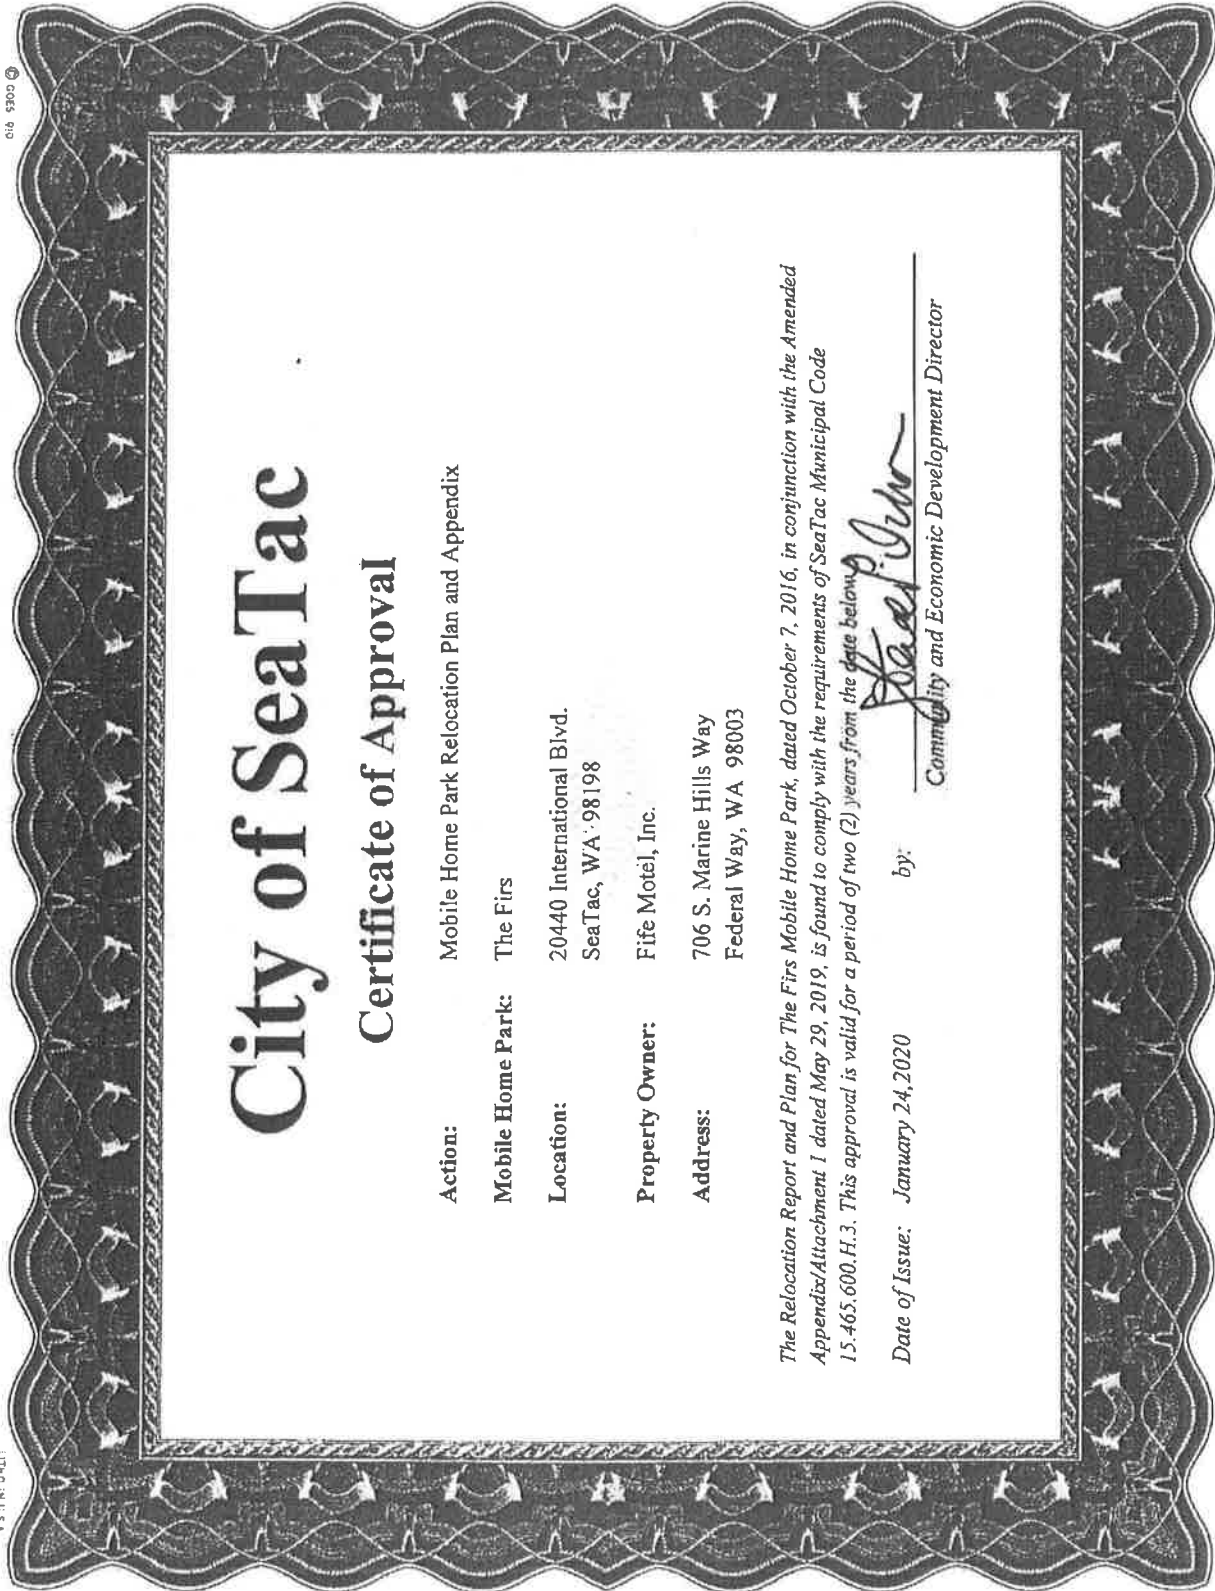 City of SeaTac
Certificate of Approval
Action: Mobile Home Park Relocation Plan and Appendix
Mobile Home Park: The Firs
Location: 20440 International Blvd.
SeaTac, WA 98198
Property Owner: Fife Motel, Inc.
Address: 706 S. Marine Hills Way
Federal Way, WA 98003
The Relocation Report and Plan for The Firs Mobile Home Park, dated October 7, 2016, in conjunction with the Amended
Appendix/Attachment 1 dated May 29, 2019, is found to comply with the requirements of SeaTac Municipal Code
15.465.600.H.3. This approval is valid for a period of two (2) years from the date below.
Date of Issue: January 24,2020 by:
Community and Economic Development Director
© GOES 910